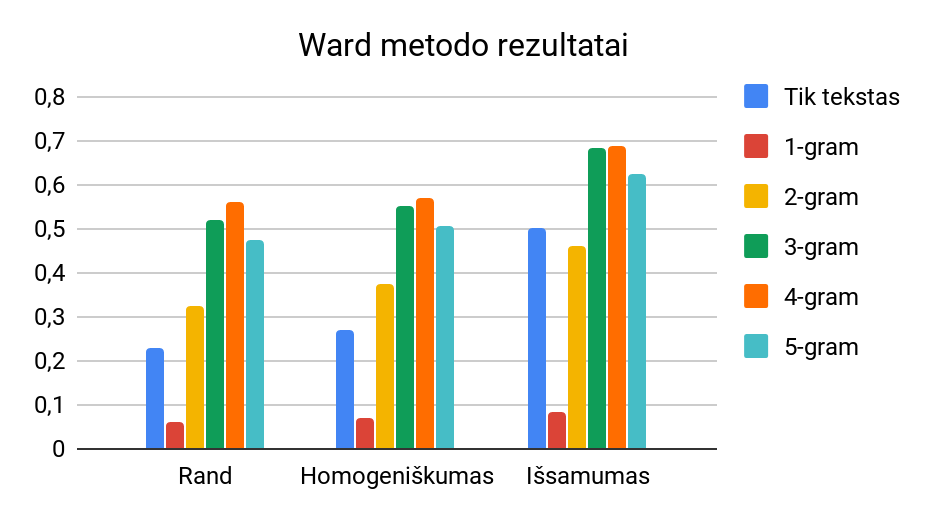 Ward metodo rezultatai
0,8
0,7
0,6
0,5
0,4
0,3
0,2
0,1
0
Rand
Homogeniškumas
Išsamumas
Tik tekstas
1-gram
2-gram
3-gram
4-gram
5-gram